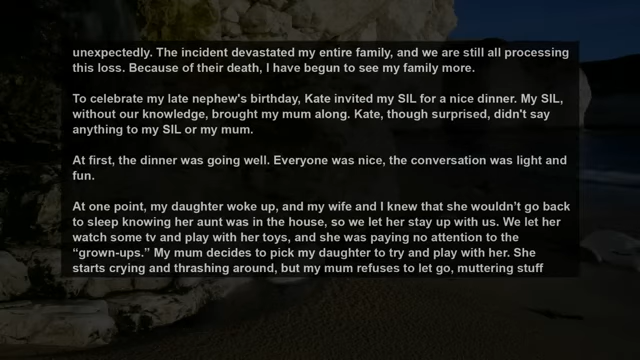 unexpectedly. The incident devastated my entire family, and we are still all processing
this loss. Because of their death, I have begun to see my family more.
To celebrate my late nephew's birthday, Kate invited my SIL for a nice dinner. My SIL,
without our knowledge, brought my mum along. Kate, though surprised, didn't say
anything to my SIL or my mum.
At first, the dinner was going well. Everyone was nice, the conversation was light and
fun.
At one point, my daughter woke up, and my wife and I knew that she wouldn’t go back
to sleep knowing her aunt was in the house, so we let her stay up with us. We let her
watch some tv and play with her toys, and she was paying no attention to the
“grown-ups.” My mum decides to pick my daughter to try and play with her. She
starts crying and thrashing around, but my mum refuses to let go, muttering stuff